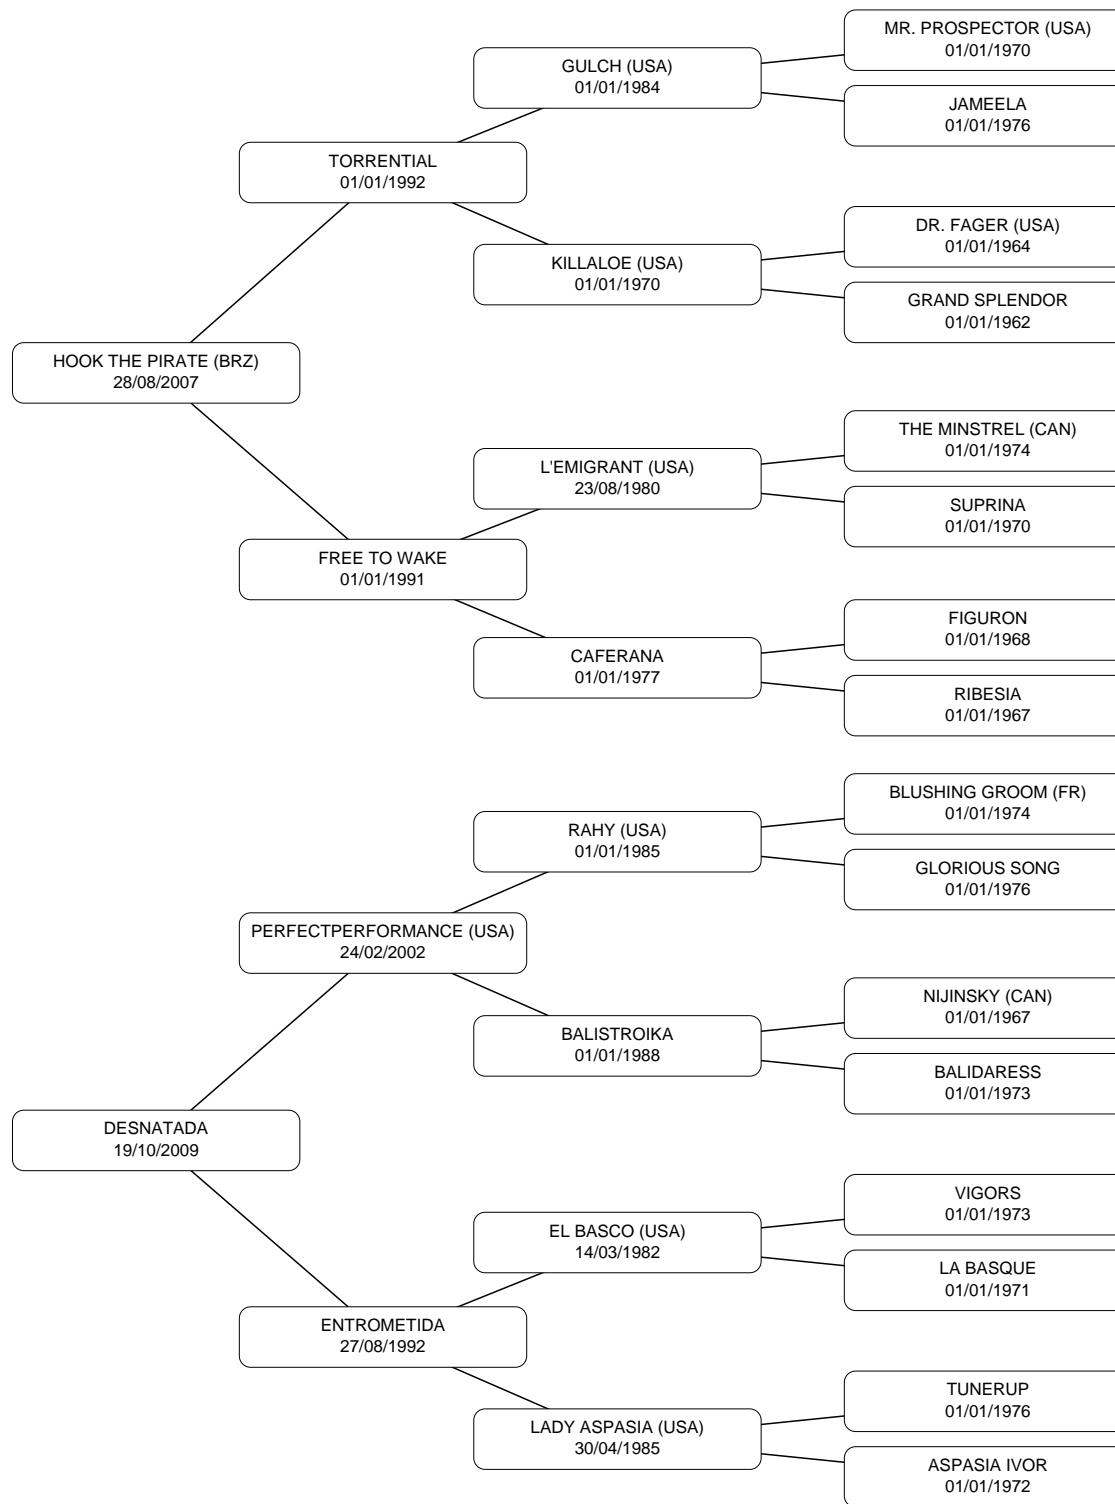 MR. PROSPECTOR (USA)
01/01/1970
GULCH (USA)
01/01/1984
JAMEELA
01/01/1976
TORRENTIAL
01/01/1992
DR. FAGER (USA)
01/01/1964
KILLALOE (USA)
01/01/1970
GRAND SPLENDOR
01/01/1962
HOOK THE PIRATE (BRZ)
28/08/2007
THE MINSTREL (CAN)
01/01/1974
L'EMIGRANT (USA)
23/08/1980
SUPRINA
01/01/1970
FREE TO WAKE
01/01/1991
FIGURON
01/01/1968
CAFERANA
01/01/1977
RIBESIA
01/01/1967
BLUSHING GROOM (FR)
01/01/1974
RAHY (USA)
01/01/1985
GLORIOUS SONG
01/01/1976
PERFECTPERFORMANCE (USA)
24/02/2002
NIJINSKY (CAN)
01/01/1967
BALISTROIKA
01/01/1988
BALIDARESS
01/01/1973
DESNATADA
19/10/2009
VIGORS
01/01/1973
EL BASCO (USA)
14/03/1982
LA BASQUE
01/01/1971
ENTROMETIDA
27/08/1992
TUNERUP
01/01/1976
LADY ASPASIA (USA)
30/04/1985
ASPASIA IVOR
01/01/1972